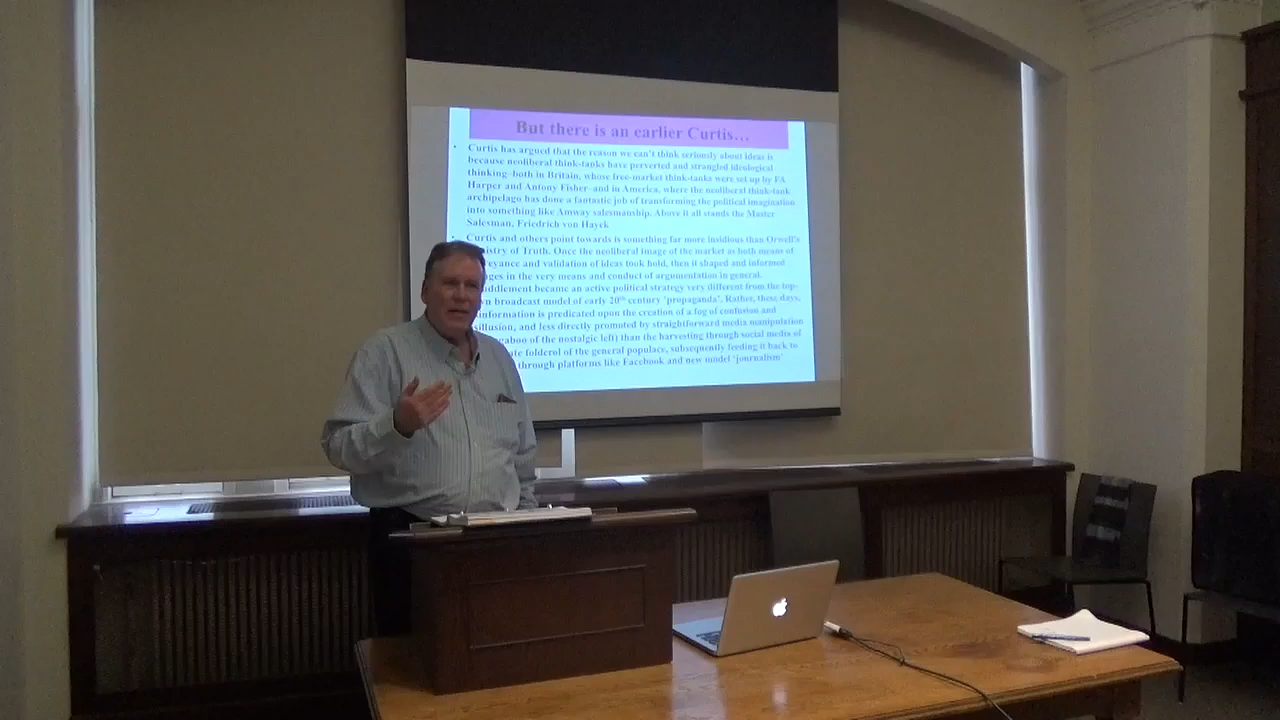 But there is an earlier Curtis…
• Curtis has argued that the reason we can't think seriously about ideas is
because neoliberal think-tanks have perverted and strangled ideological
thinking–both in Britain, whose free-market think-tanks were set up by FA
Harper and Antony Fisher–and in America, where the neoliberal think-tank
archipelago has done a fantastic job of transforming the political imagination
into something like Amway salesmanship. Above it all stands the Master
Salesman, Friedrich von Hayek
• Curtis and others point towards is something far more insidious than Orwell's
istry of Truth. Once the neoliberal image of the market as both means of
eyance and validation of ideas took hold, then it shaped and informed
ges in the very means and conduct of argumentation in general.
iddlement became an active political strategy very different from the top-
n broadcast model of early 20th century 'propaganda'. Rather, these days,
information is predicated upon the creation of a fog of confusion and
illusion, and less directly promoted by straightforward media manipulation
aboo of the nostalgic left) than the harvesting through social media of
te folderol of the general populace, subsequently feeding it back to
through platforms like Facebook and new model 'journalism'